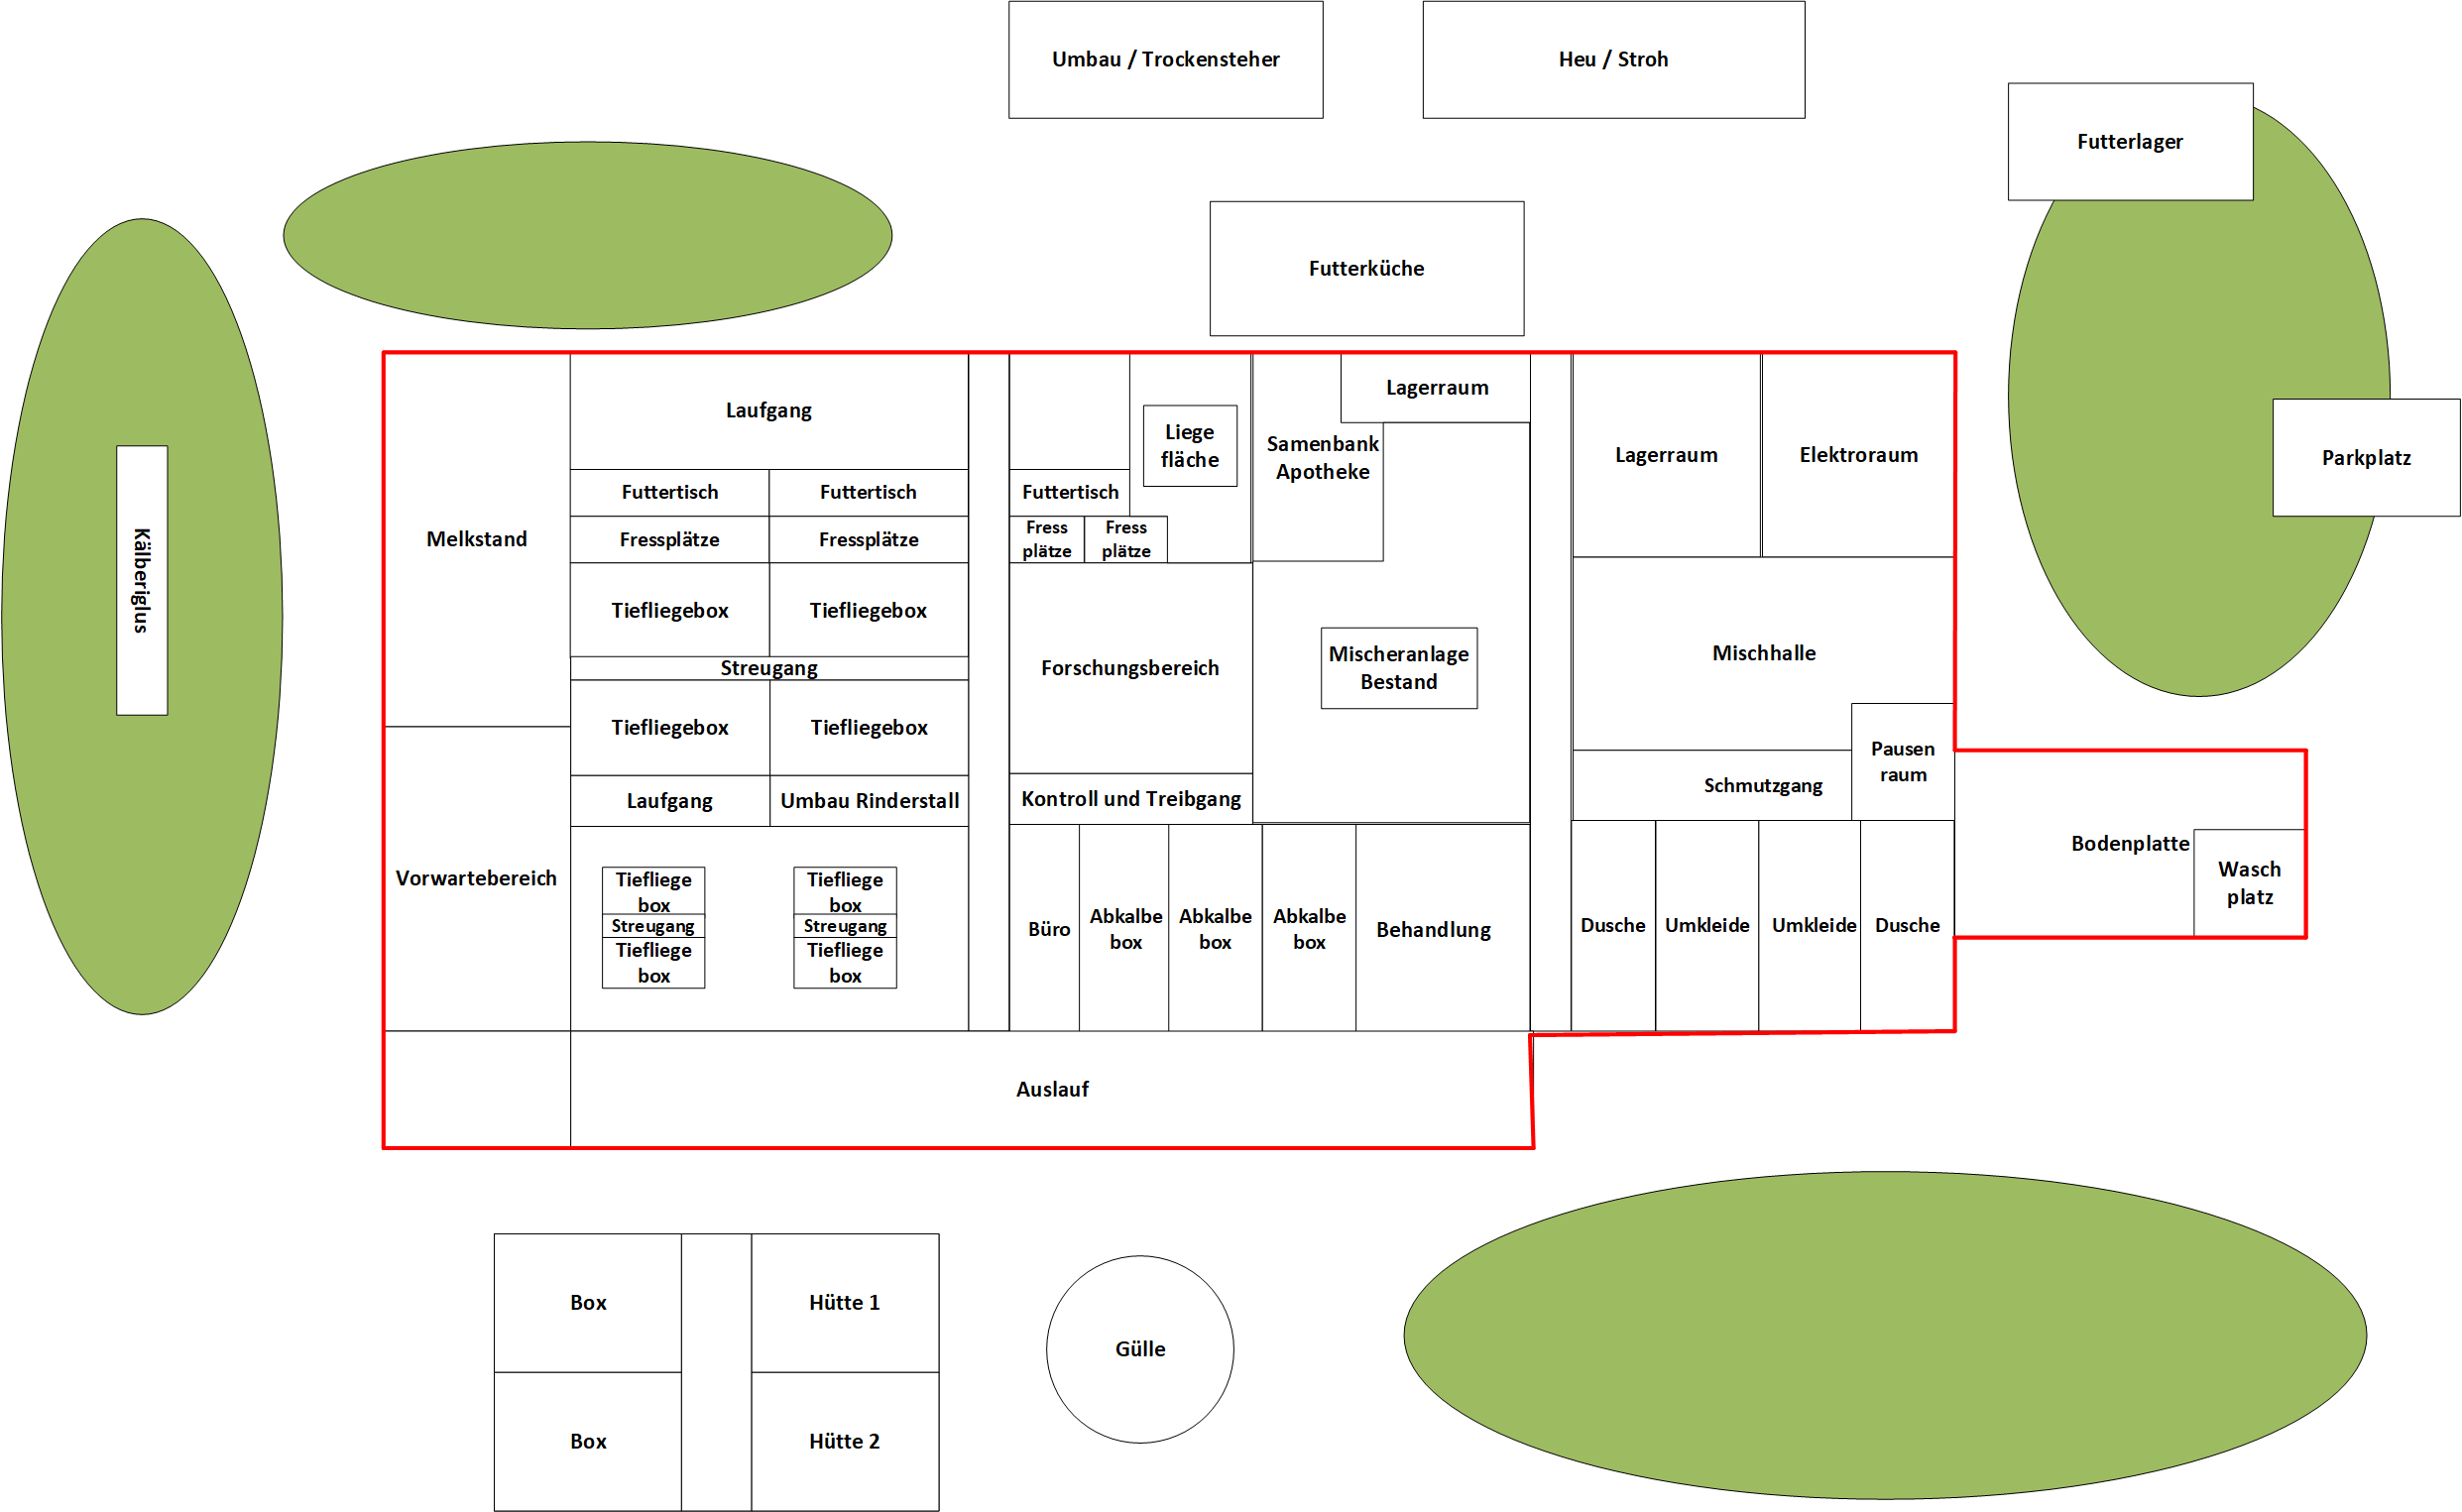 Umbau / Trockensteher
Heu / Stroh
Futterlager
Futterküche
Kälberiglus
Parkplatz
Melkstand
Vorwartebereich
Laufgang
Futtertisch
Futtertisch
Fressplätze
Fressplätze
Tiefliegebox
Tiefliegebox
Streugang
Tiefliegebox
Tiefliegebox
Laufgang
Umbau Rinderstall
Tiefliege
box
Streugang
Tiefliege
box
Tiefliege
box
Streugang
Tiefliege
box
Futtertisch
Fress
plätze
Fress
plätze
Liege
fläche
Samenbank
Apotheke
Lagerraum
Forschungsbereich
Mischeranlage
Bestand
Kontroll und Treibgang
Büro
Abkalbe
box
Abkalbe
box
Abkalbe
box
Behandlung
Lagerraum
Elektroraum
Mischhalle
Pausen
raum
Schmutzgang
Dusche
Umkleide
Umkleide
Dusche
Bodenplatte
Wasch
platz
Auslauf
Box
Hütte 1
Box
Hütte 2
Gülle